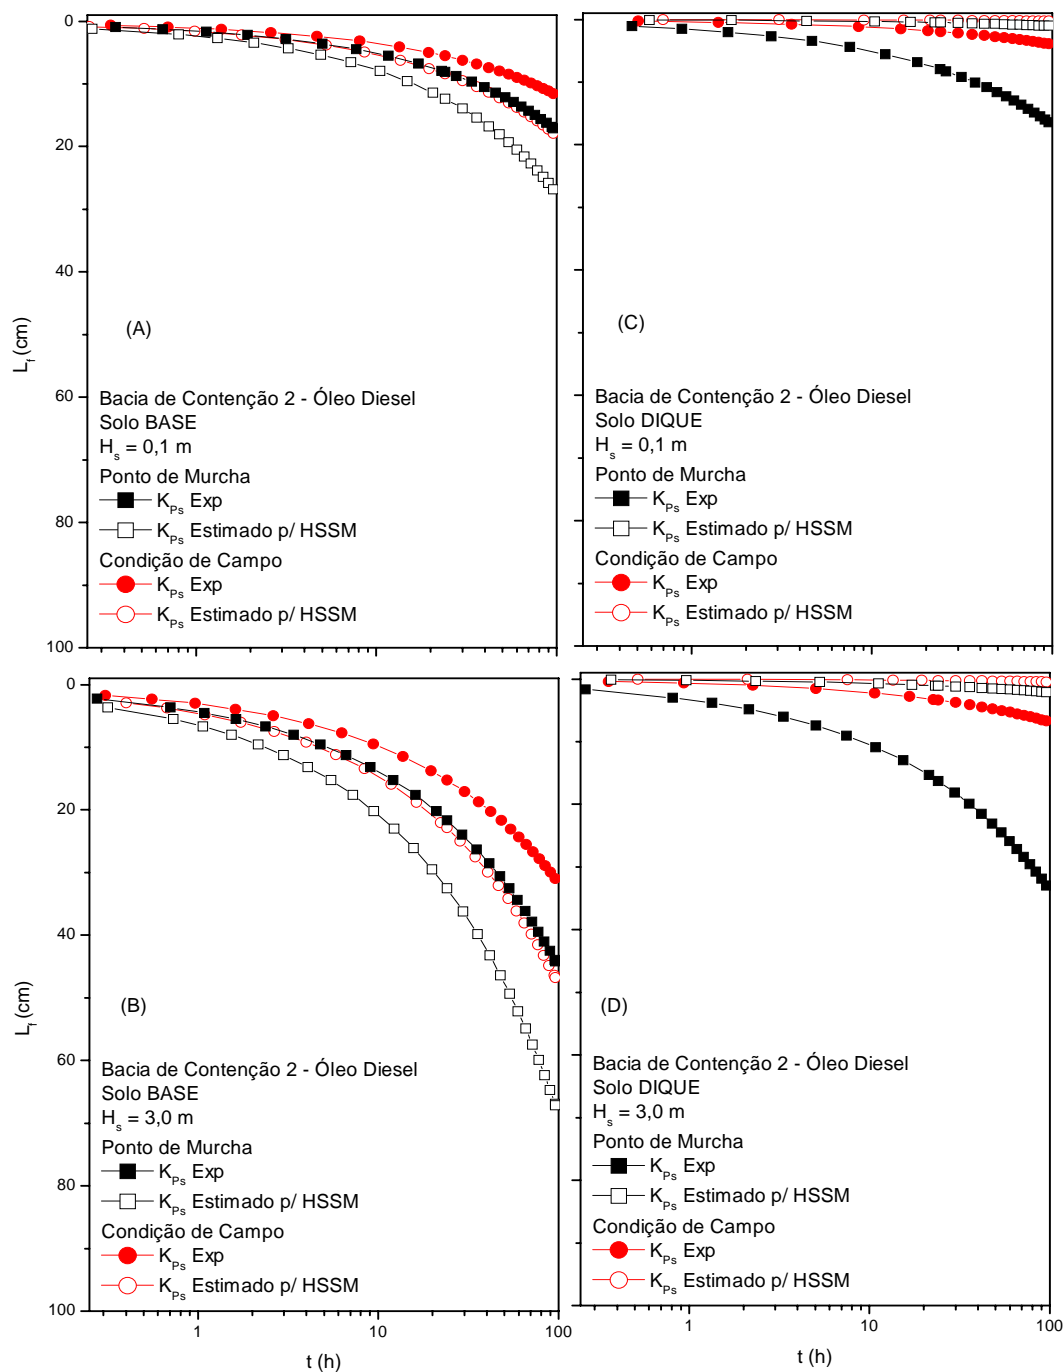 0
20
40
60
80
100
L_f (cm)
(A)
Bacia de Contenção 2 - Óleo Diesel
Solo BASE
H_s = 0,1 m
Ponto de Murcha
K_Ps Exp
K_Ps Estimado p/ HSSM
Condição de Campo
K_Ps Exp
K_Ps Estimado p/ HSSM
(C)
Bacia de Contenção 2 - Óleo Diesel
Solo DIQUE
H_s = 0,1 m
Ponto de Murcha
K_Ps Exp
K_Ps Estimado p/ HSSM
Condição de Campo
K_Ps Exp
K_Ps Estimado p/ HSSM
0
20
40
60
80
100
L_f (cm)
(B)
Bacia de Contenção 2 - Óleo Diesel
Solo BASE
H_s = 3,0 m
Ponto de Murcha
K_Ps Exp
K_Ps Estimado p/ HSSM
Condição de Campo
K_Ps Exp
K_Ps Estimado p/ HSSM
1 10 100
t (h)
(D)
Bacia de Contenção 2 - Óleo Diesel
Solo DIQUE
H_s = 3,0 m
Ponto de Murcha
K_Ps Exp
K_Ps Estimado p/ HSSM
Condição de Campo
K_Ps Exp
K_Ps Estimado p/ HSSM
1 10 100
t (h)